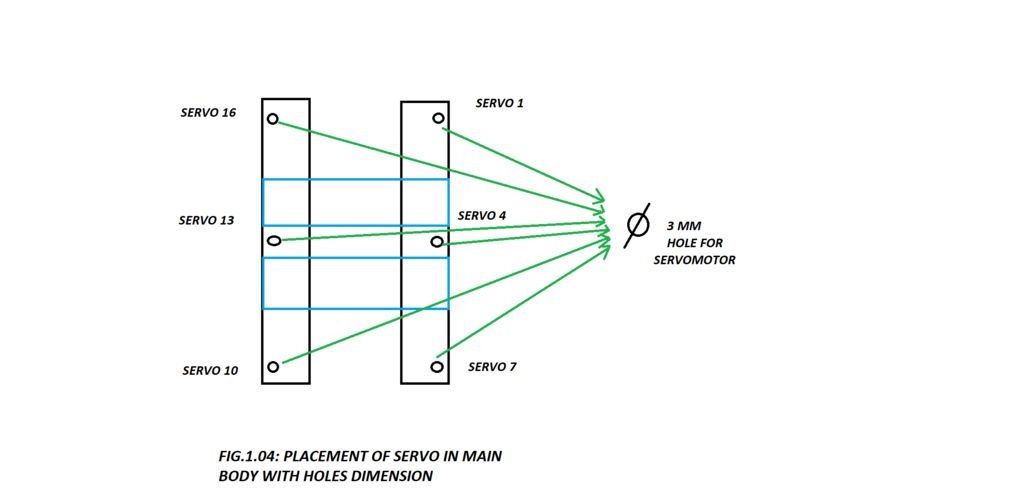 SERVO 16
SERVO 1
SERVO 13
SERVO 4
3 MM
HOLE FOR
SERVOMOTOR
SERVO 10
SERVO 7
FIG.1.04: PLACEMENT OF SERVO IN MAIN
BODY WITH HOLES DIMENSION